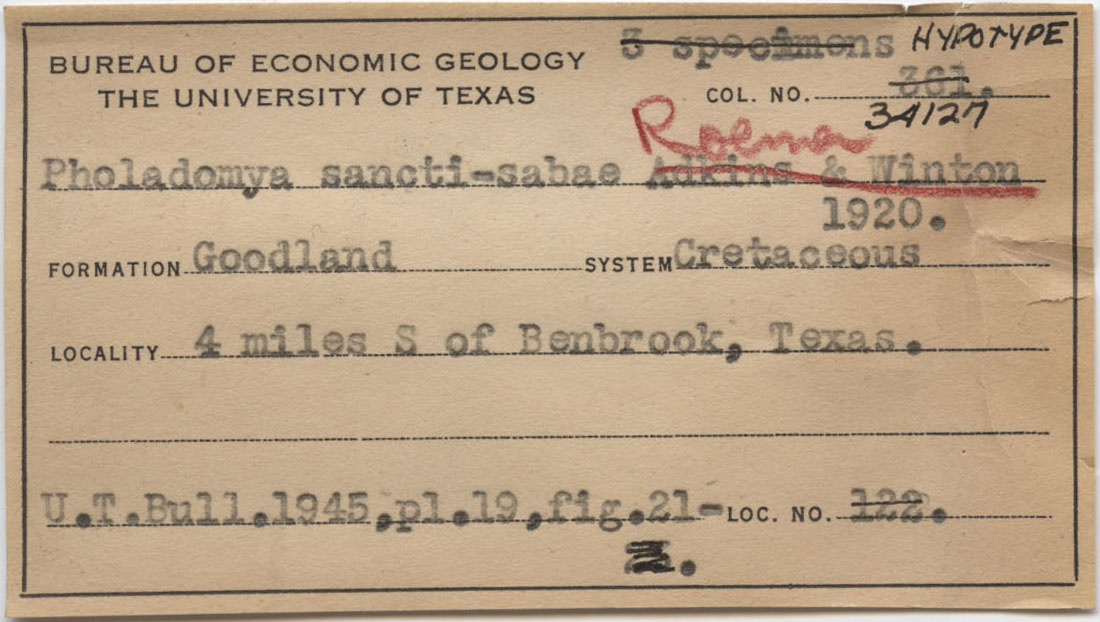 3 specimens HYPOTYPE
BUREAU OF ECONOMIC GEOLOGY
THE UNIVERSITY OF TEXAS
COL. NO. 361.
34127
Roemer
Pholadomya sancti-sabae Adkins & Winton
1920.
FORMATION Goodland SYSTEM Cretaceous
LOCALITY 4 miles S of Benbrook, Texas.
U.T.Bull.1945,pl.19,fig.21- LOC. NO. 122.